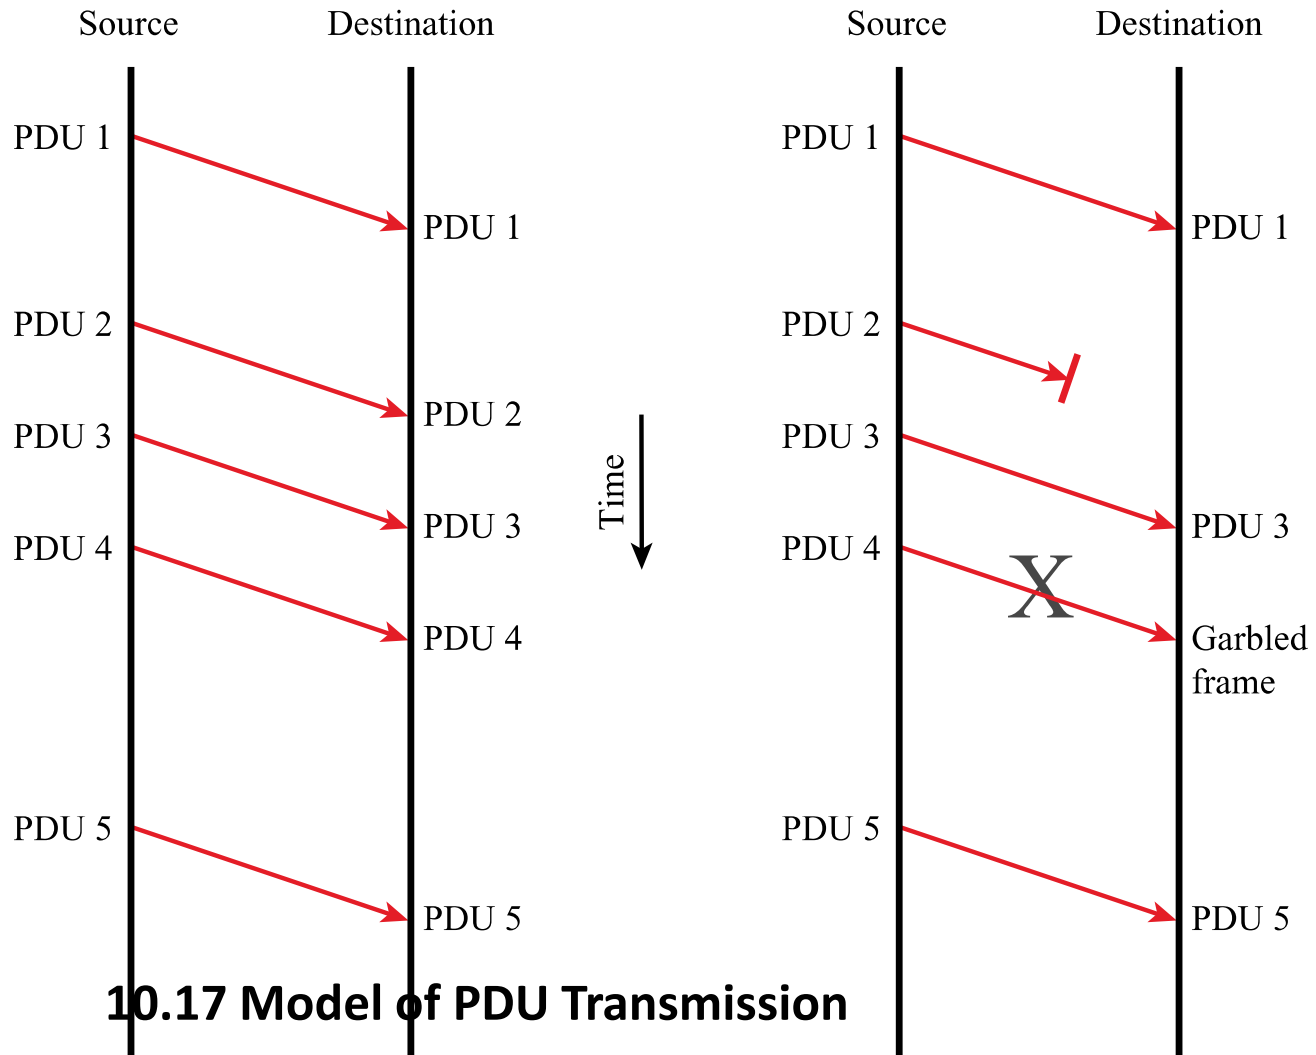 Source Destination
PDU 1
PDU 1
PDU 2
PDU 2
PDU 3
PDU 3
PDU 4
PDU 4
PDU 5
PDU 5
Time
Source Destination
PDU 1
PDU 1
PDU 2
PDU 3
PDU 3
PDU 4
X
Garbled
frame
PDU 5
PDU 5
10.17 Model of PDU Transmission